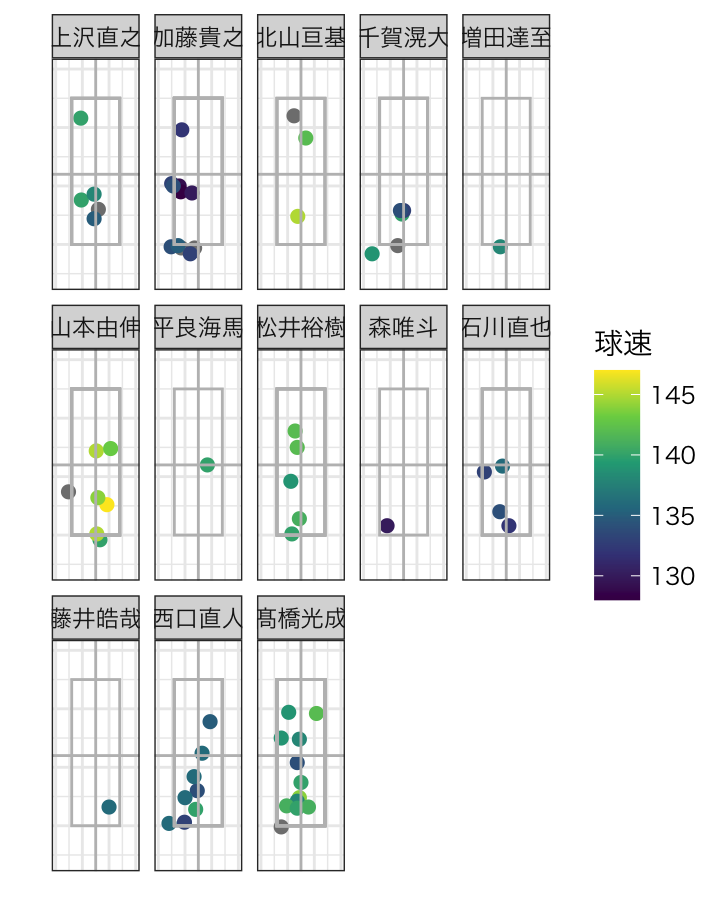 上沢直之 加藤貴之 北山亘基 千賀滉大 増田達至
山本由伸 平良海馬 松井裕樹 森唯斗 石川直也
藤井皓哉 西口直人 髙橋光成
球速
145
140
135
130